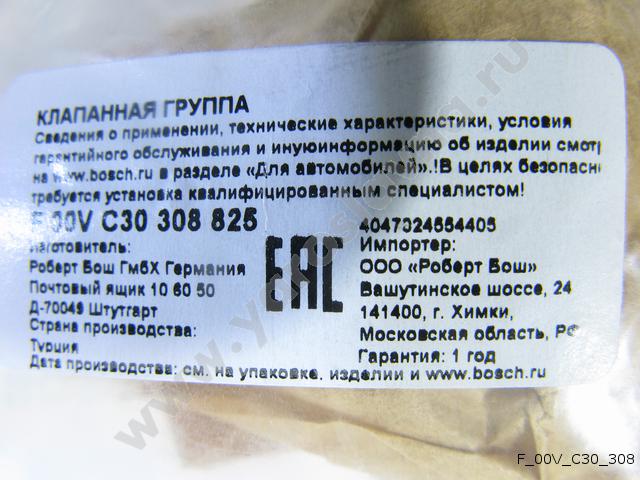 КЛАПАННАЯ ГРУППА
Сведения о применении, технические характеристики, условия
гарантийного обслуживания и инуюинформацию об изделии смотр
на www.bosch.ru в разделе «Для автомобилей».!В целях безопасн
требуется установка квалифицированным специалистом!
F 00V C30 308 825
4047024554405
Изготовитель:
Роберт Бош ГмбХ Германия
Почтовый ящик 10 60 50
Д-70049 Штутгарт
Страна производства:
Турция
EAC
Импортер:
ООО «Роберт Бош»
Вашутинское шоссе, 24
141400, г. Химки,
Московская область, РФ
Гарантия: 1 год
Дата производства: см. на упаковке, изделии и www.bosch.ru
F_00V_C30_308